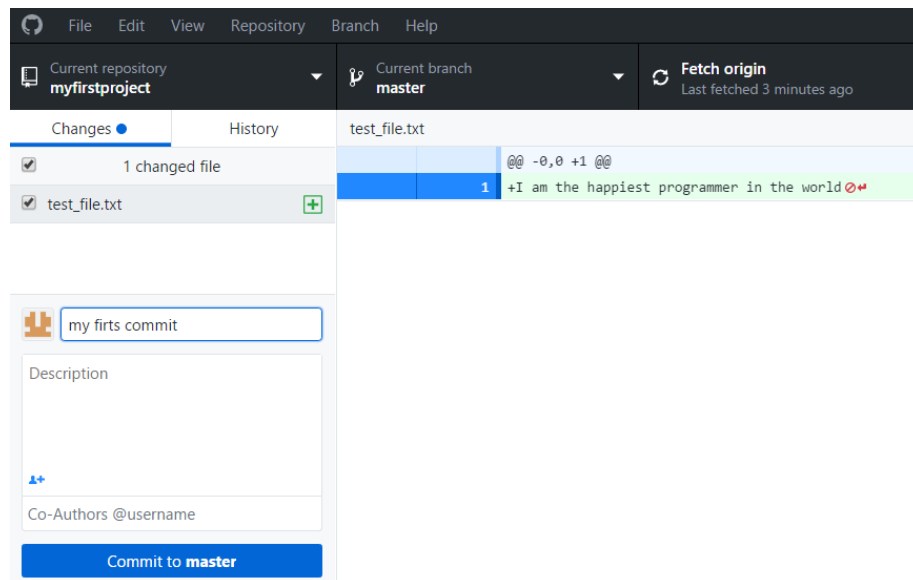 File Edit View Repository Branch Help
Current repository
myfirstproject
Current branch
master
Fetch origin
Last fetched 3 minutes ago
Changes History
1 changed file
test_file.txt
test_file.txt
@@ -0,0 +1 @@
1 +I am the happiest programmer in the world
my firts commit
Description
Co-Authors @username
Commit to master